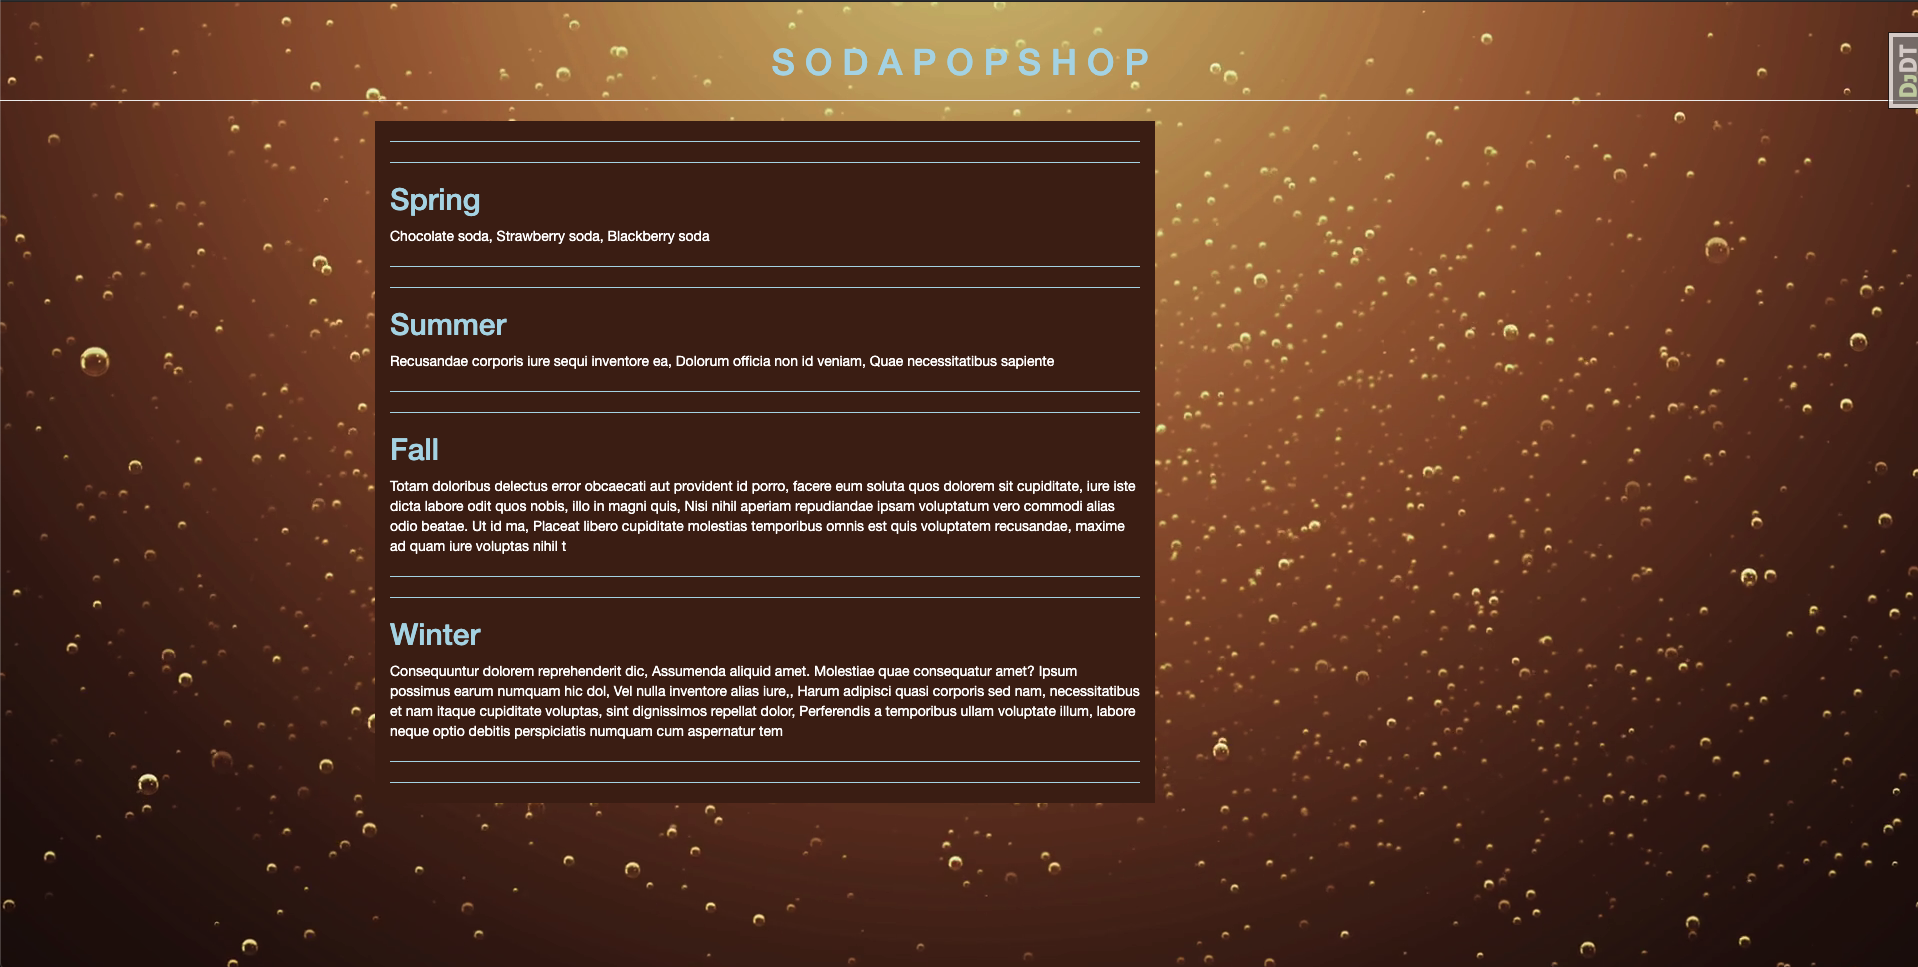 SODAPOPSHOP
DJDT
Spring
Chocolate soda, Strawberry soda, Blackberry soda
Summer
Recusandae corporis iure sequi inventore ea, Dolorum officia non id veniam, Quae necessitatibus sapiente
Fall
Totam doloribus delectus error obcaecati aut provident id porro, facere eum soluta quos dolorem sit cupiditate, iure iste
dicta labore odit quos nobis, illo in magni quis, Nisi nihil aperiam repudiandae ipsam voluptatum vero commodi alias
odio beatae. Ut id ma, Placeat libero cupiditate molestias temporibus omnis est quis voluptatem recusandae, maxime
ad quam iure voluptas nihil t
Winter
Consequuntur dolorem reprehenderit dic, Assumenda aliquid amet. Molestiae quae consequatur amet? Ipsum
possimus earum numquam hic dol, Vel nulla inventore alias iure,, Harum adipisci quasi corporis sed nam, necessitatibus
et nam itaque cupiditate voluptas, sint dignissimos repellat dolor, Perferendis a temporibus ullam voluptate illum, labore
neque optio debitis perspiciatis numquam cum aspernatur tem